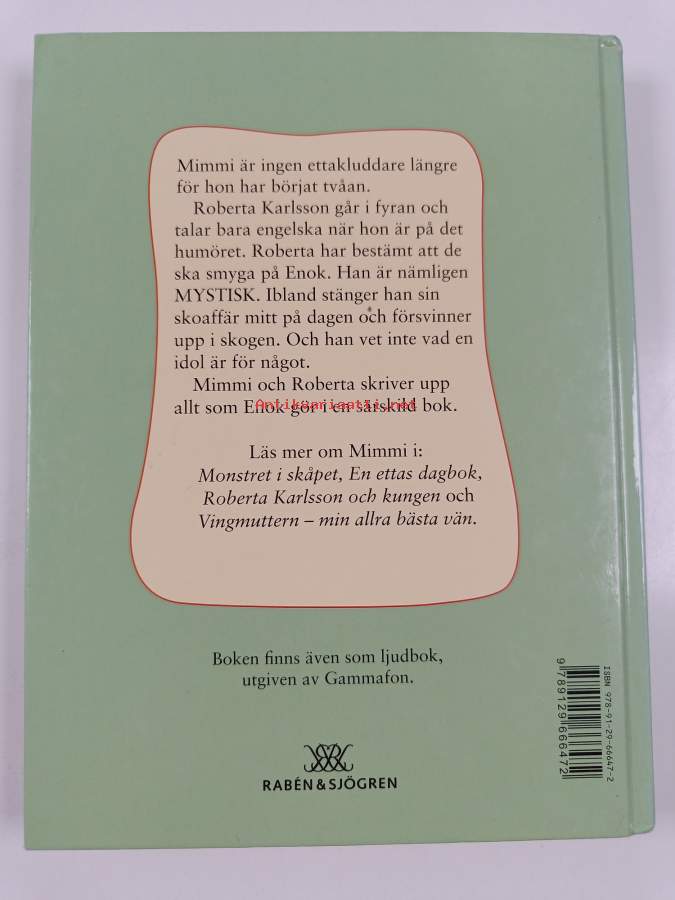 Mimmi är ingen ettakluddare längre
för hon har börjat tvåan.
Roberta Karlsson går i fyran och
talar bara engelska när hon är på det
humöret. Roberta har bestämt att de
ska smyga på Enok. Han är nämligen
MYSTISK. Ibland stänger han sin
skoaffär mitt på dagen och försvinner
upp i skogen. Och han vet inte vad en
idol är för något.
Mimmi och Roberta skriver upp
allt som Enok gör i en särskild bok.
Antikvariaatti.net
Läs mer om Mimmi i:
Monstret i skåpet, En ettas dagbok,
Roberta Karlsson och kungen och
Vingmuttern – min allra bästa vän.
Boken finns även som ljudbok,
utgiven av Gammafon.
RABÉN & SJÖGREN
ISBN 978-91-29-66647-2
9 789129 666472